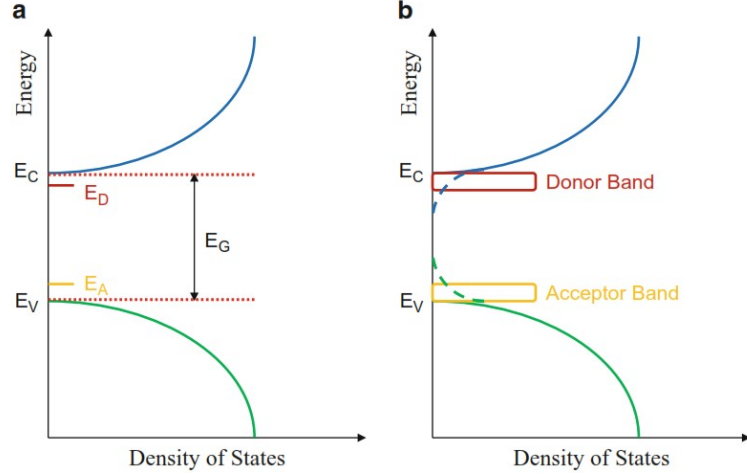 a
Energy
E_C
E_D
E_G
E_A
E_V
Density of States
b
Energy
E_C
Donor Band
Acceptor Band
E_V
Density of States